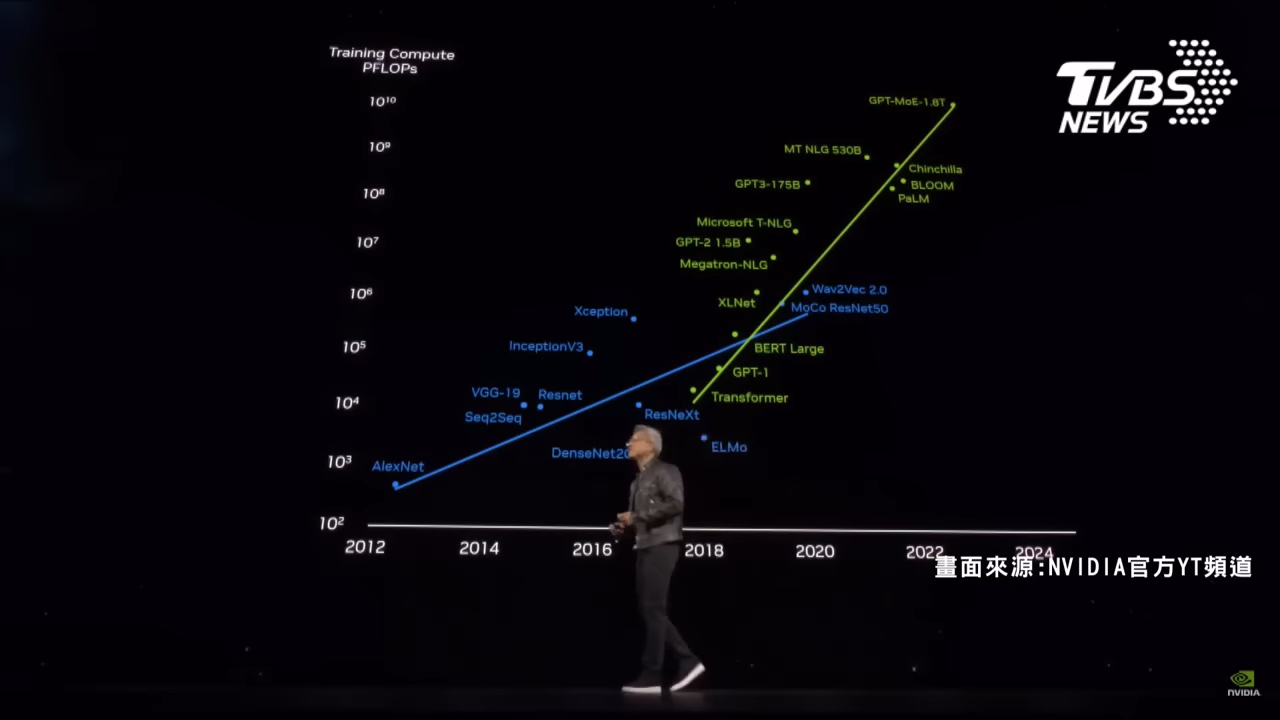 Training Compute
PFLOPs
10¹⁰
10⁹
10⁸
10⁷
10⁶
10⁵
10⁴
10³
10²
GPT-MoE-1.8T
MT NLG 530B
Chinchilla
GPT3-175B
BLOOM
PaLM
Microsoft T-NLG
GPT-2 1.5B
Megatron-NLG
Wav2Vec 2.0
XLNet
MoCo ResNet50
Xception
InceptionV3
BERT Large
GPT-1
VGG-19
Resnet
Transformer
Seq2Seq
ResNeXt
DenseNet20
ELMo
AlexNet
2012 2014 2016 2018 2020 2022 2024
TVBS
NEWS
畫面來源:NVIDIA官方YT頻道
NVIDIA